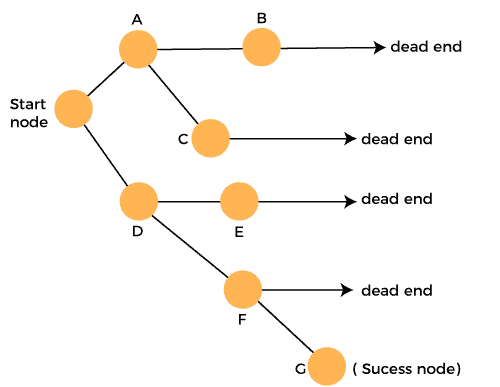 A
B
dead end
Start
node
C
dead end
dead end
D
E
dead end
F
G
( Sucess node)